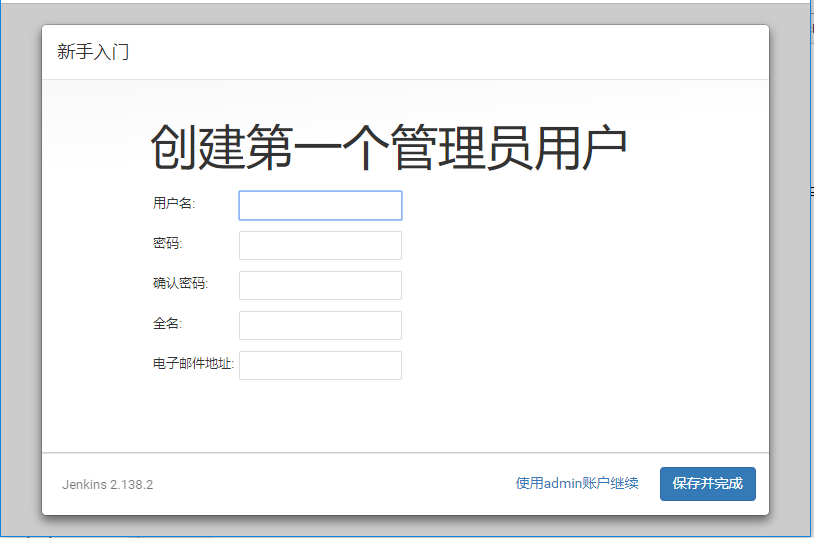 新手入门
创建第一个管理员用户
用户名:
密码:
确认密码:
全名:
电子邮件地址:
Jenkins 2.138.2
使用admin账户继续
保存并完成